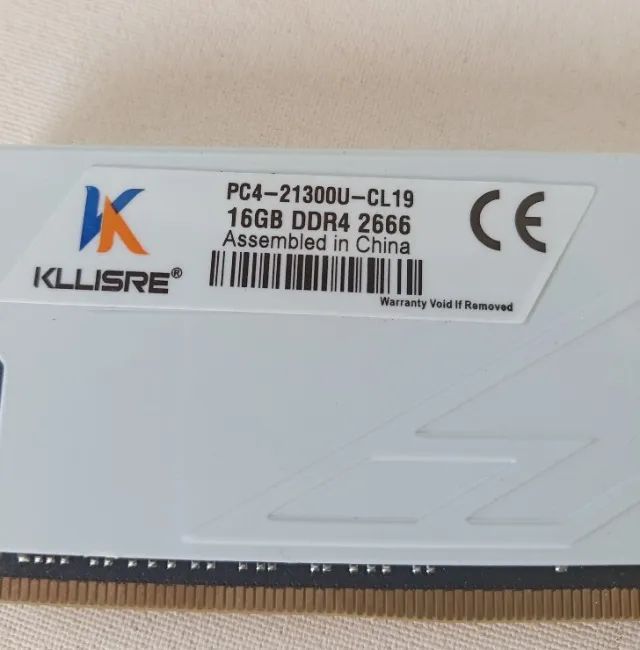 PC4-21300U-CL19
16GB DDR4 2666
Assembled in China
KLLISRE®
Warranty Void If Removed
CE